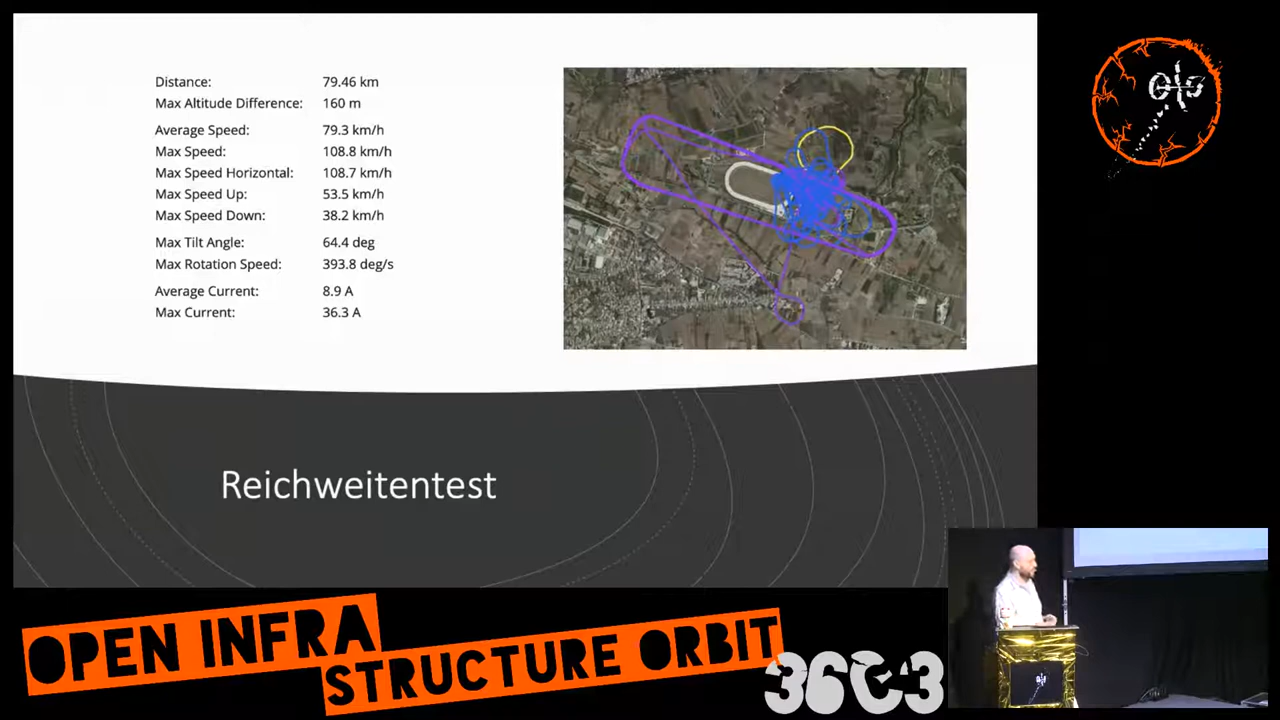 Distance: 79.46 km
Max Altitude Difference: 160 m
Average Speed: 79.3 km/h
Max Speed: 108.8 km/h
Max Speed Horizontal: 108.7 km/h
Max Speed Up: 53.5 km/h
Max Speed Down: 38.2 km/h
Max Tilt Angle: 64.4 deg
Max Rotation Speed: 393.8 deg/s
Average Current: 8.9 A
Max Current: 36.3 A
Reichweitentest
OPEN INFRA
STRUCTURE ORBIT
36C3